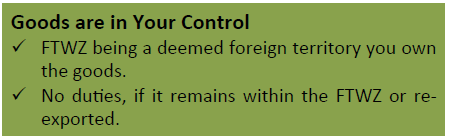 Goods are in Your Control
✓ FTWZ being a deemed foreign territory you own
the goods.
✓ No duties, if it remains within the FTWZ or re-
exported.